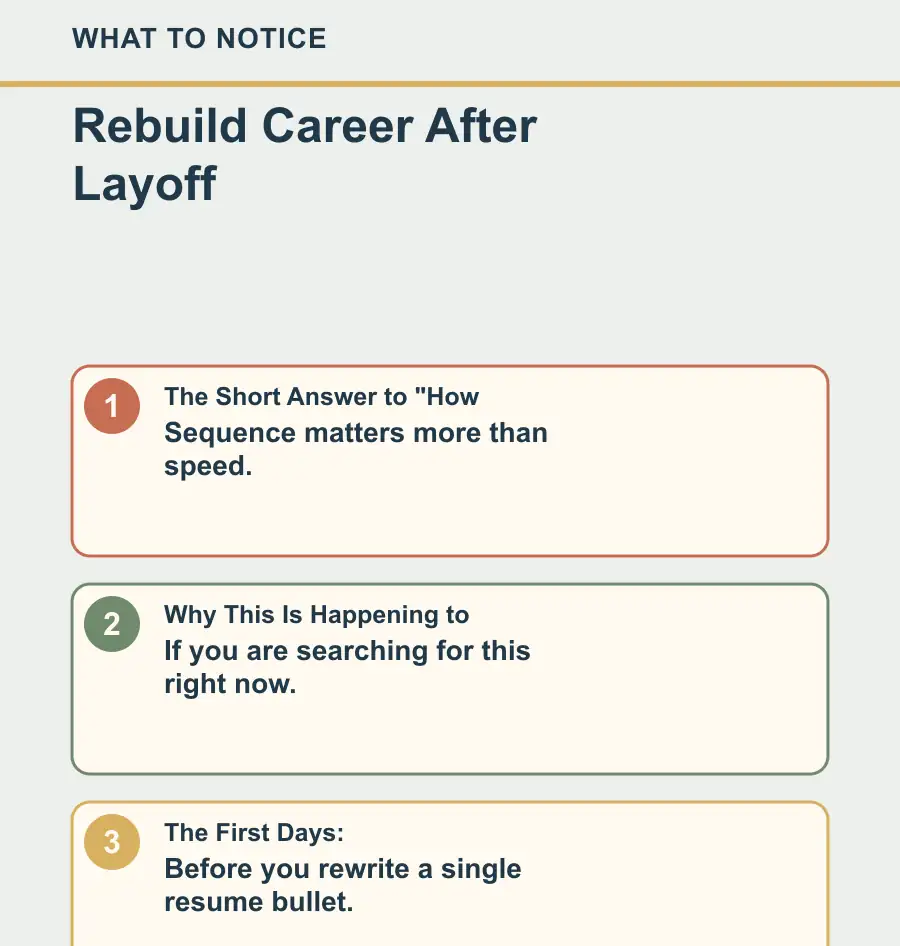 WHAT TO NOTICE
Rebuild Career After
Layoff
1
The Short Answer to "How
Sequence matters more than
speed.
2
Why This Is Happening to
If you are searching for this
right now.
3
The First Days:
Before you rewrite a single
resume bullet.